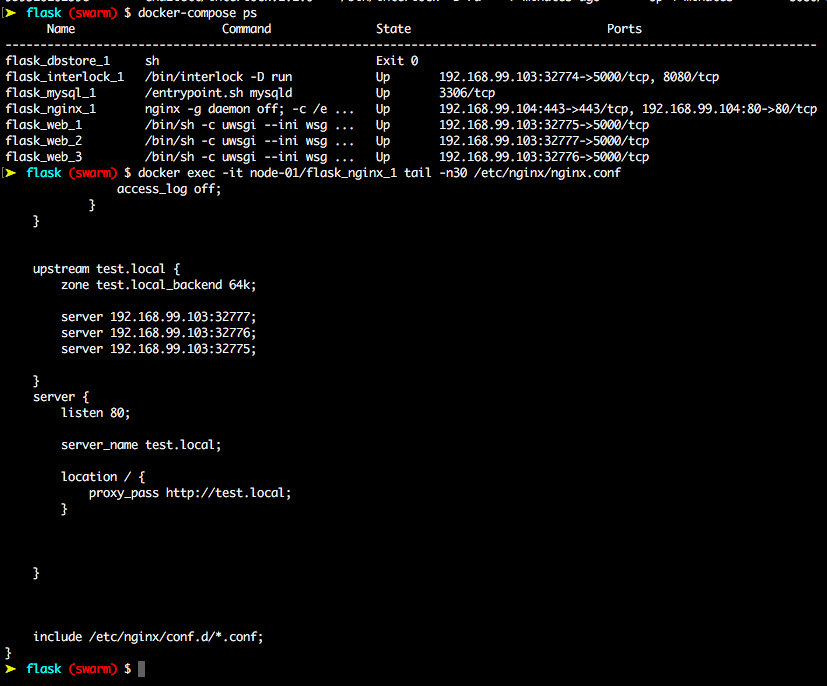 ➤ flask (swarm) $ docker-compose ps
Name Command State Ports
--------------------------------------------------------------------------------------------------------------------
flask_dbstore_1 sh Exit 0
flask_interlock_1 /bin/interlock -D run Up 192.168.99.103:32774->5000/tcp, 8080/tcp
flask_mysql_1 /entrypoint.sh mysqld Up 3306/tcp
flask_nginx_1 nginx -g daemon off; -c /e ... Up 192.168.99.104:443->443/tcp, 192.168.99.104:80->80/tcp
flask_web_1 /bin/sh -c uwsgi --ini wsg ... Up 192.168.99.103:32775->5000/tcp
flask_web_2 /bin/sh -c uwsgi --ini wsg ... Up 192.168.99.103:32777->5000/tcp
flask_web_3 /bin/sh -c uwsgi --ini wsg ... Up 192.168.99.103:32776->5000/tcp
➤ flask (swarm) $ docker exec -it node-01/flask_nginx_1 tail -n30 /etc/nginx/nginx.conf
access_log off;
}
}
upstream test.local {
zone test.local_backend 64k;
server 192.168.99.103:32777;
server 192.168.99.103:32776;
server 192.168.99.103:32775;
}
server {
listen 80;
server_name test.local;
location / {
proxy_pass http://test.local;
}
}
include /etc/nginx/conf.d/*.conf;
}
➤ flask (swarm) $